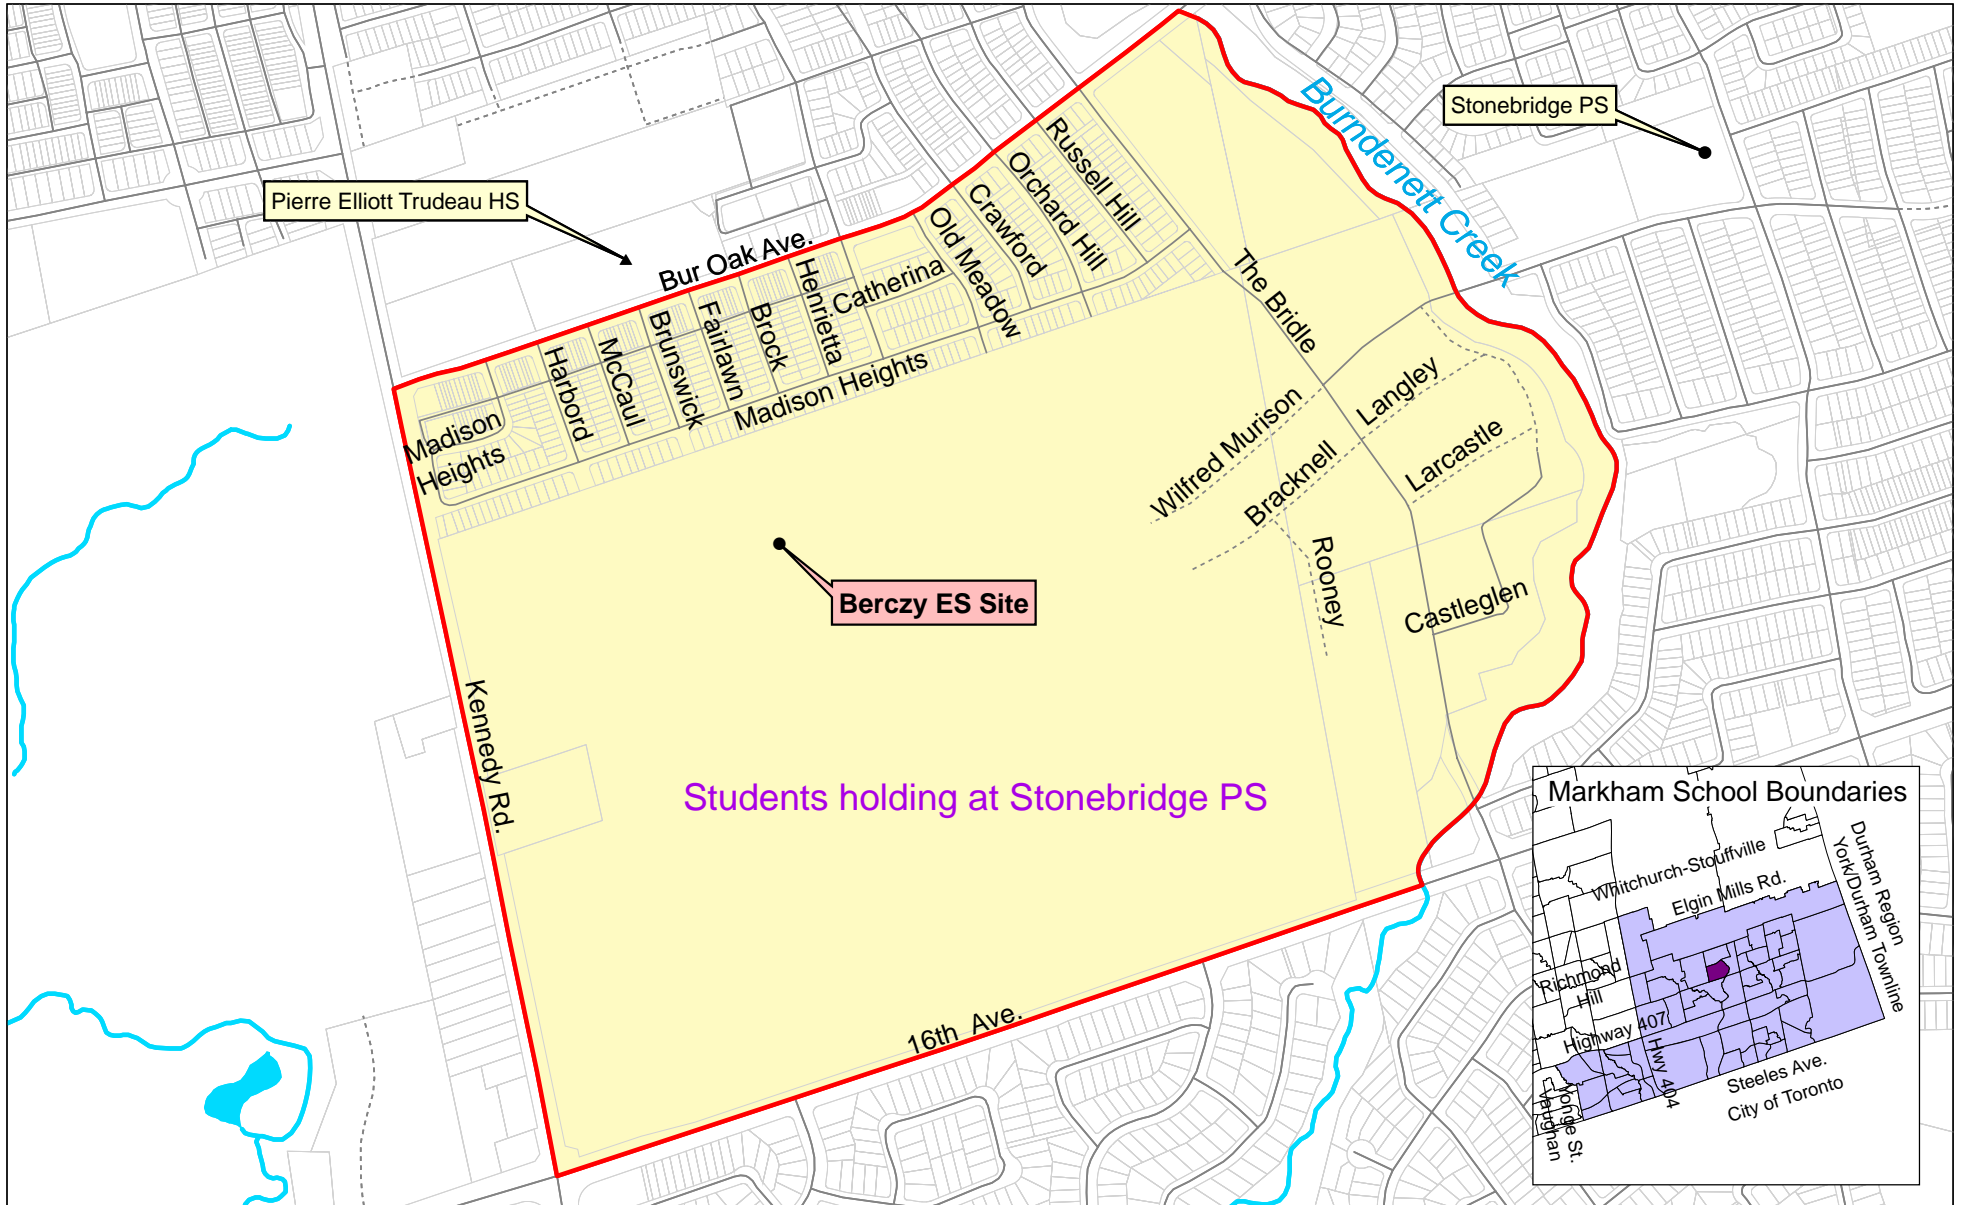 Stonebridge PS
Burndenett Creek
Pierre Elliott Trudeau HS
Bur Oak Ave.
Russell Hill
Orchard Hill
Crawford
Old Meadow
Catherina
Henrietta
Brock
Fairlawn
Brunswick
McCaul
Harbord
Madison Heights
Madison
Heights
The Bridle
Langley
Larcastle
Wilfred Murison
Bracknell
Rooney
Castleglen
Berczy ES Site
Kennedy Rd.
Students holding at Stonebridge PS
16th Ave.
Markham School Boundaries
Whitchurch-Stouffville
Elgin Mills Rd.
Durham Region
York/Durham Townline
Richmond
Hill
Highway 407
Hwy 404
Steeles Ave.
City of Toronto
Yonge St.
Vaughan